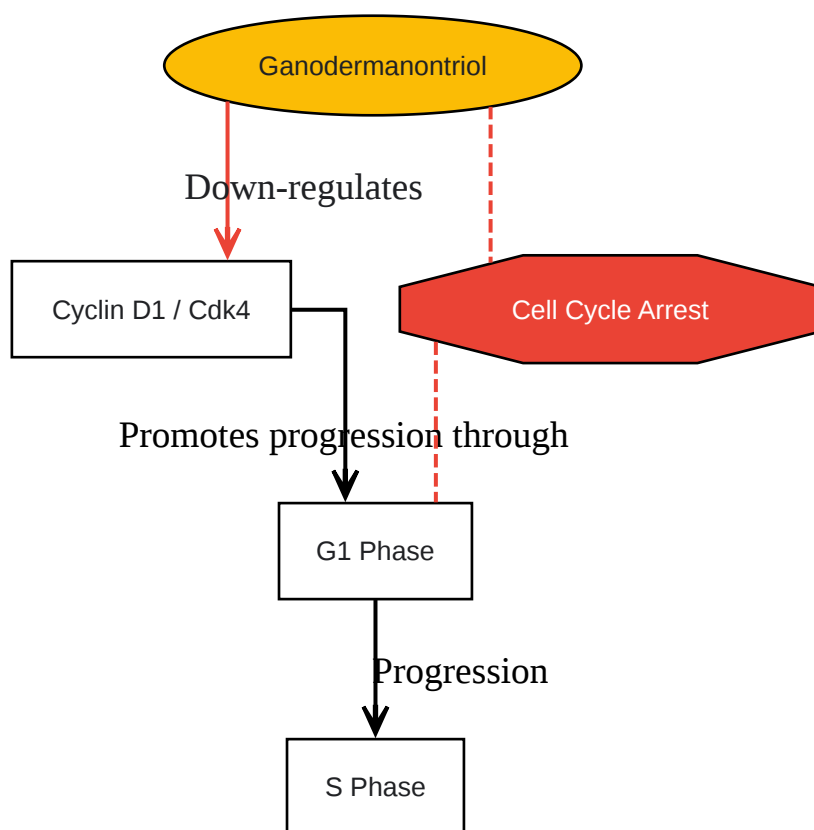 Ganodermanontriol
Down-regulates
Cyclin D1 / Cdk4
Cell Cycle Arrest
Promotes progression through
G1 Phase
Progression
S Phase